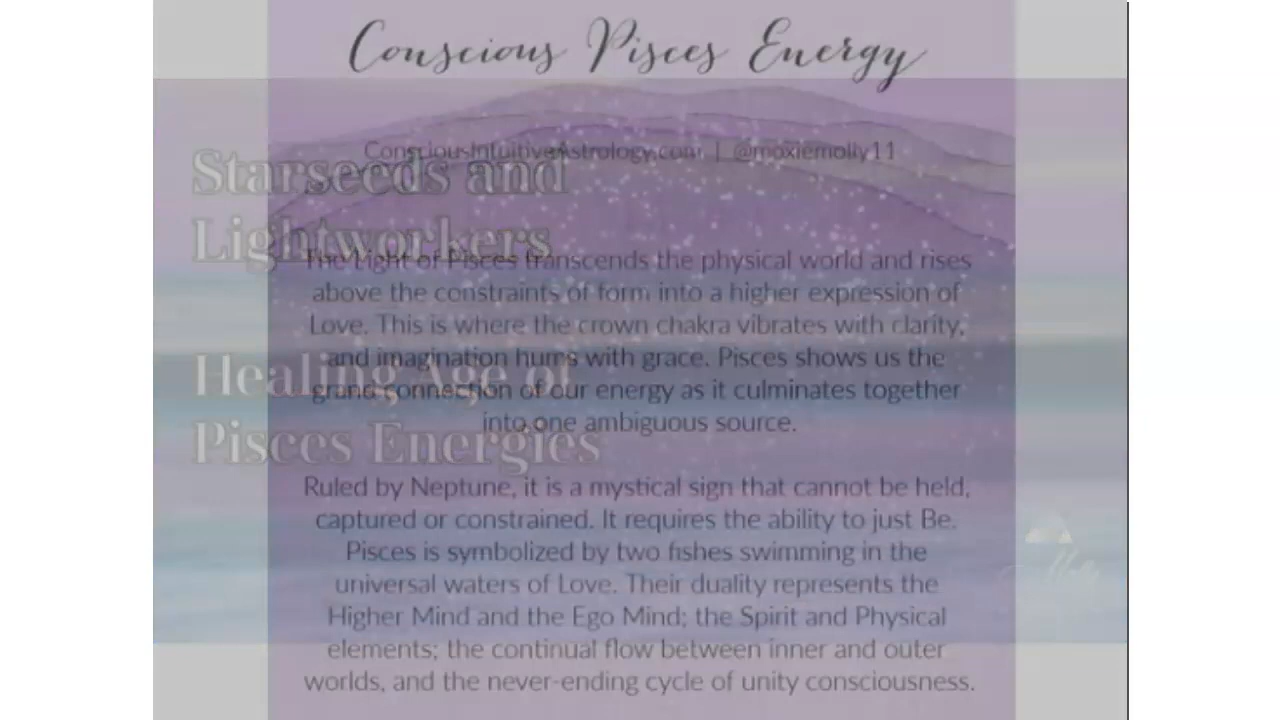 Conscious Pisces Energy
ConsciousIntuitiveAstrology.com | @moxiemolly11
Starseeds and
Lightworkers
The Light of Pisces transcends the physical world and rises
above the constraints of form into a higher expression of
Love. This is where the crown chakra vibrates with clarity,
and imagination hums with grace. Pisces shows us the
grand connection of our energy as it culminates together
into one ambiguous source.
Healing Age of
Pisces Energies
Ruled by Neptune, it is a mystical sign that cannot be held,
captured or constrained. It requires the ability to just Be.
Pisces is symbolized by two fishes swimming in the
universal waters of Love. Their duality represents the
Higher Mind and the Ego Mind; the Spirit and Physical
elements; the continual flow between inner and outer
worlds, and the never-ending cycle of unity consciousness.